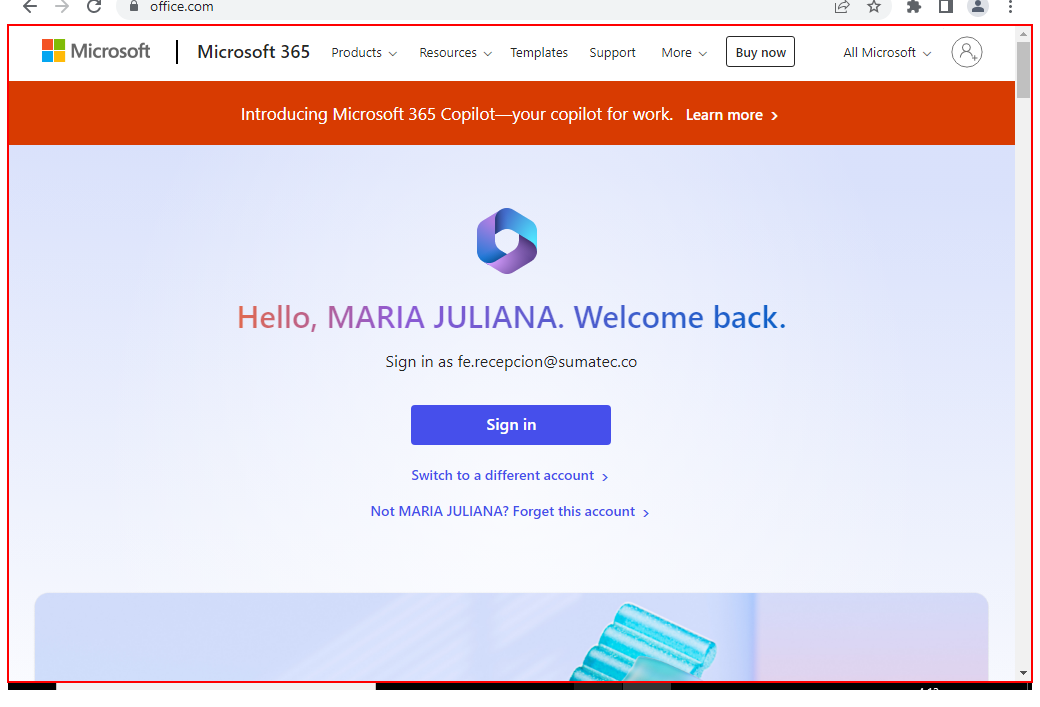 office.com
Microsoft Microsoft 365 Products Resources Templates Support More Buy now All Microsoft
Introducing Microsoft 365 Copilot—your copilot for work. Learn more
Hello, MARIA JULIANA. Welcome back.
Sign in as fe.recepcion@sumatec.co
Sign in
Switch to a different account
Not MARIA JULIANA? Forget this account